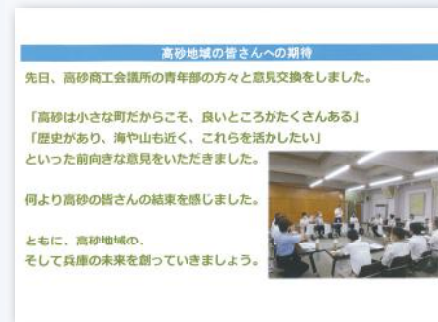 高砂地域の皆さんへの期待
先日、高砂商工会議所の青年部の方々と意見交換をしました。
「高砂は小さな町だからこそ、良いところがたくさんある」
「歴史があり、海や山も近く、これらを活かしたい」
といった前向きな意見をいただきました。
何より高砂の皆さんの結束を感じました。
ともに、高砂地域の、
そして兵庫の未来を創っていきましょう。